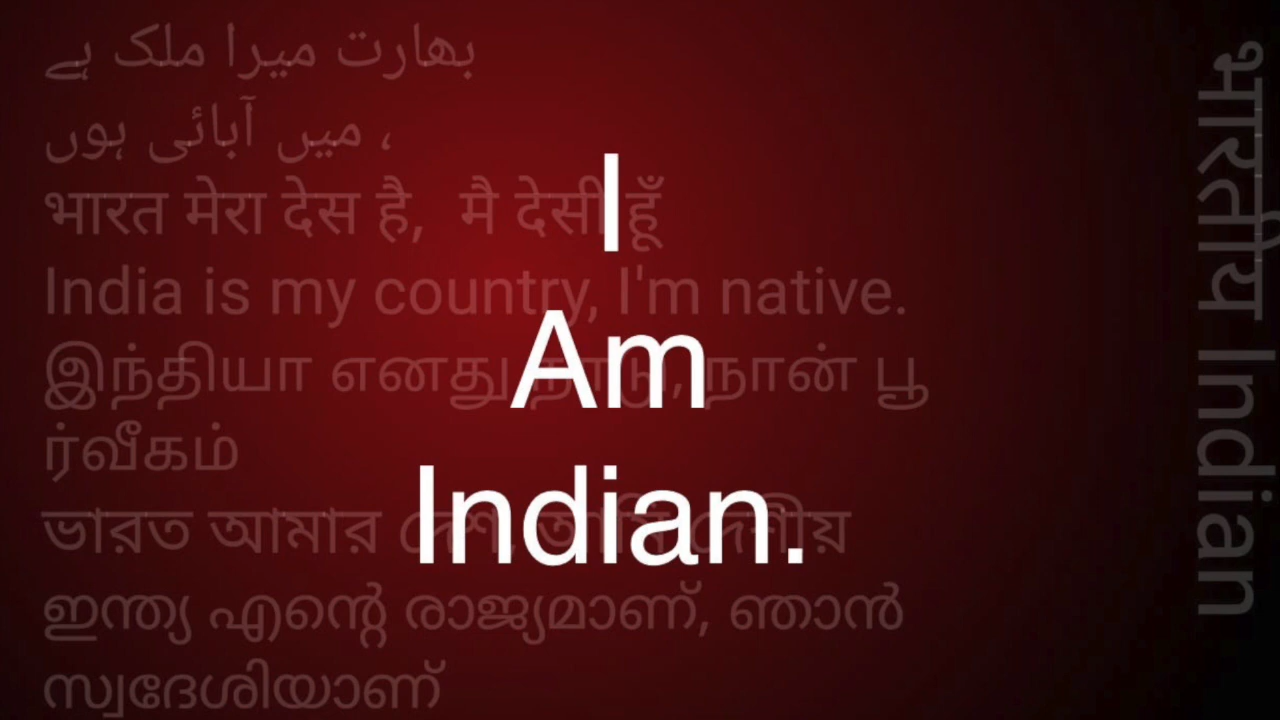 بھارت میرا ملک ہے
، میں آبائی ہوں
भारत मेरा देस है, मै देसी हूँ
India is my country, I'm native.
இந்தியா எனது நாடு, நான் பூ
ர்வீகம்
ভারত আমার দেশ, আমি দেশীয়
ഇന്ത്യ എന്റെ രാജ്യമാണ്, ഞാൻ
സ്വദേശിയാണ്
I
Am
Indian.
भारतीय Indian